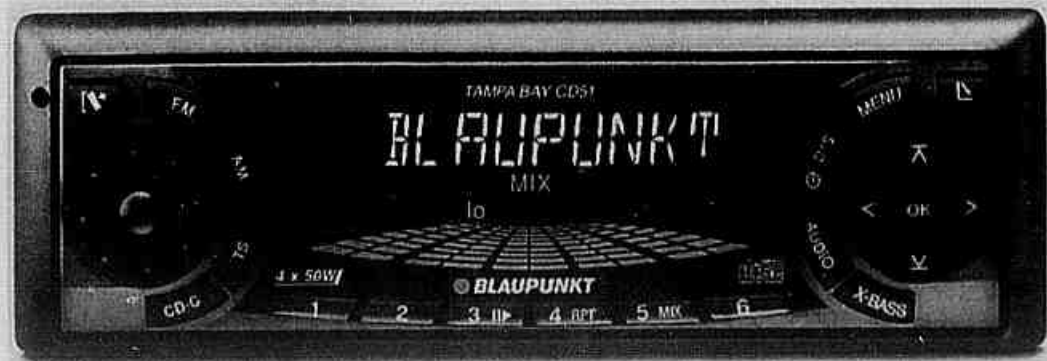 TAMPA BAY CD51
FM
MENU
BLAUPUNKT
AM
DIS
MIX
lo
OK
TS
AUDIO
4 x 50W
BLAUPUNKT
CD-C
X-BASS
1
2
3
4 RPT
5 MIX
6